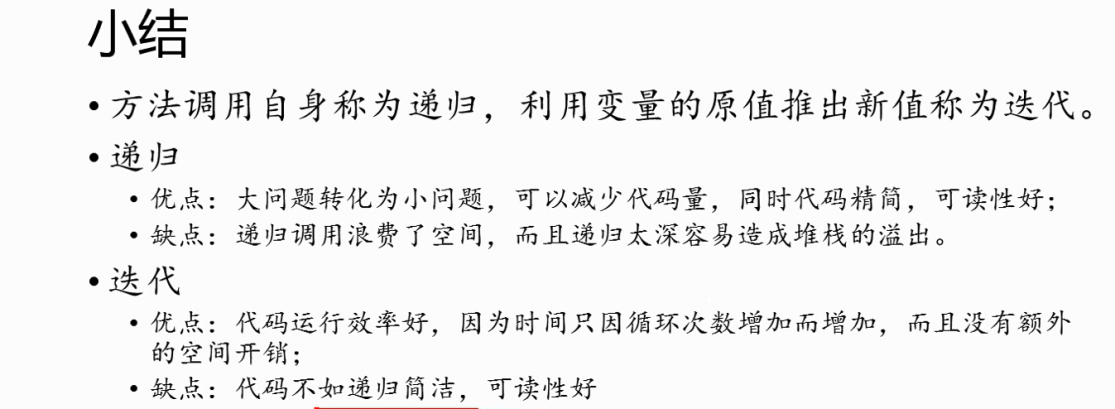 小结
• 方法调用自身称为递归，利用变量的原值推出新值称为迭代。
• 递归
• 优点：大问题转化为小问题，可以减少代码量，同时代码精简，可读性好；
• 缺点：递归调用浪费了空间，而且递归太深容易造成堆栈的溢出。
• 迭代
• 优点：代码运行效率好，因为时间只因循环次数增加而增加，而且没有额外
的空间开销；
• 缺点：代码不如递归简洁，可读性好